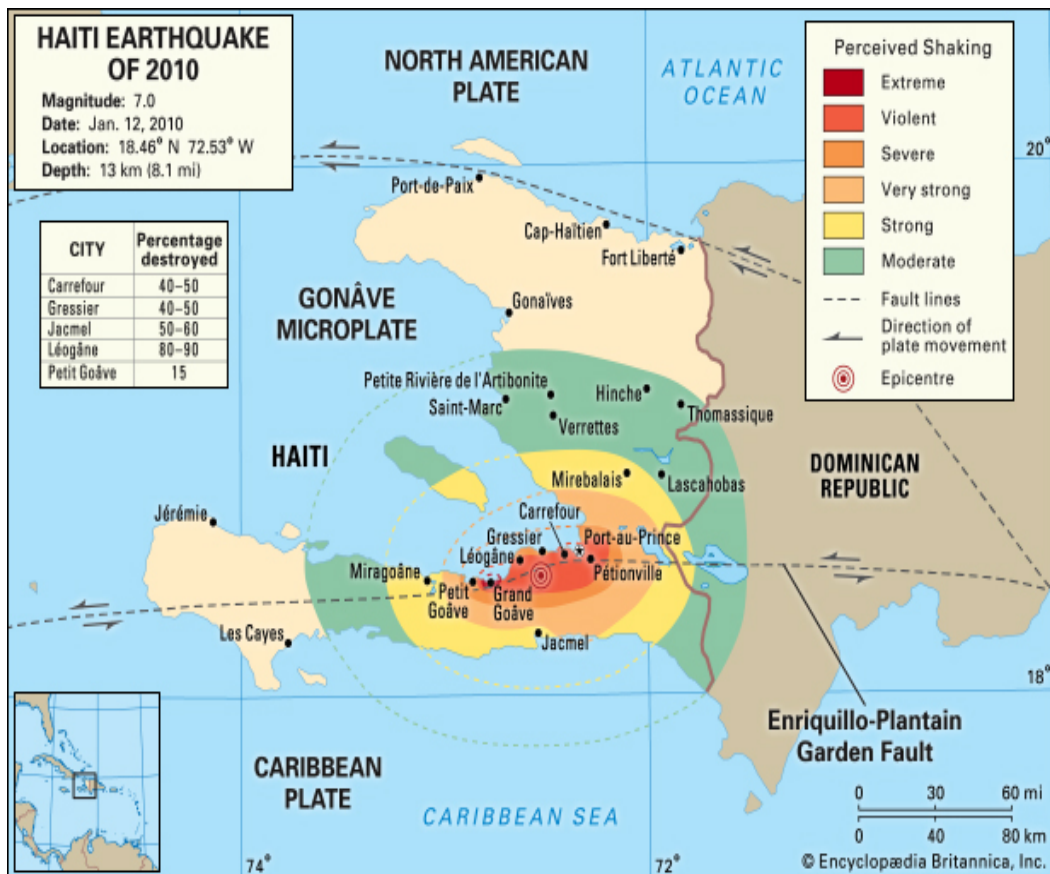 HAITI EARTHQUAKE
OF 2010
Magnitude: 7.0
Date: Jan. 12, 2010
Location: 18.46° N 72.53° W
Depth: 13 km (8.1 mi)
CITY Percentage
destroyed
Carrefour 40–50
Gressier 40–50
Jacmel 50–60
Léogâne 80–90
Petit Goâve 15
NORTH AMERICAN
PLATE
ATLANTIC
OCEAN
Perceived Shaking
Extreme
Violent
Severe
Very strong
Strong
Moderate
Fault lines
Direction of
plate movement
Epicentre
20°
Port-de-Paix
Cap-Haïtien
Fort Liberté
GONÂVE
MICROPLATE
Gonaïves
Petite Rivière de l'Artibonite
Saint-Marc
Verrettes
Hinche
Thomassique
HAITI
Mirebalais
Lascahobas
DOMINICAN
REPUBLIC
Jérémie
Carrefour
Gressier
Port-au-Prince
Léogâne
Pétionville
Miragoâne
Petit
Goâve
Grand
Goâve
Les Cayes
Jacmel
18°
Enriquillo-Plantain
Garden Fault
CARIBBEAN
PLATE
CARIBBEAN SEA
0 30 60 mi
0 40 80 km
74°
72°
© Encyclopædia Britannica, Inc.